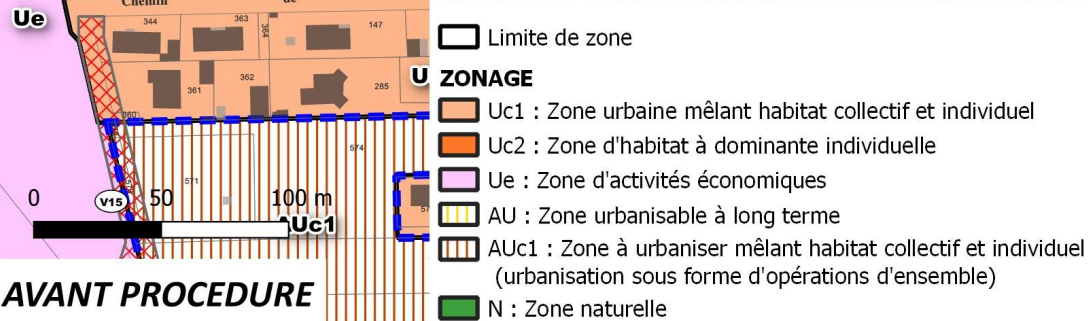 Chemin de
Ue
344
363
364
147
361
362
285
U
360
574
571
V15
57
0 50 100 m
AUc1
AVANT PROCEDURE
Limite de zone
ZONAGE
Uc1 : Zone urbaine mêlant habitat collectif et individuel
Uc2 : Zone d'habitat à dominante individuelle
Ue : Zone d'activités économiques
AU : Zone urbanisable à long terme
AUc1 : Zone à urbaniser mêlant habitat collectif et individuel
(urbanisation sous forme d'opérations d'ensemble)
N : Zone naturelle